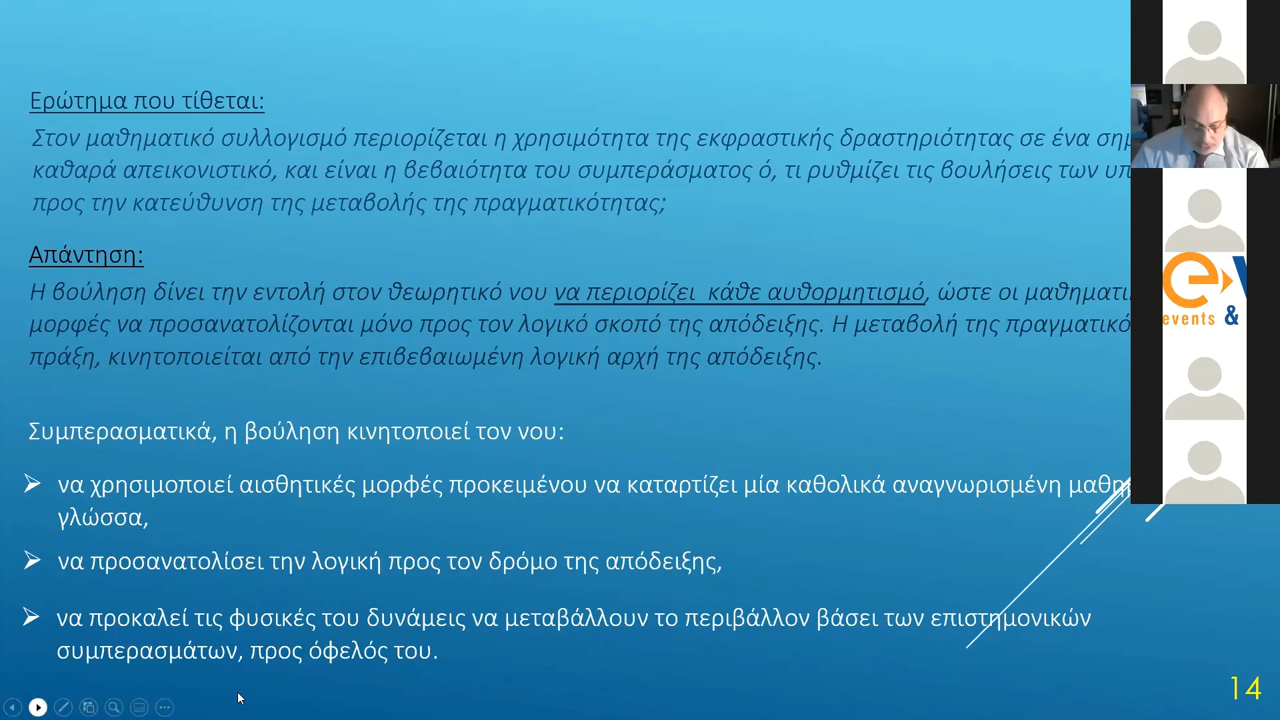 Ερώτημα που τίθεται:
Στον μαθηματικό συλλογισμό περιορίζεται η χρησιμότητα της εκφραστικής δραστηριότητας σε ένα
καθαρά απεικονιστικό, και είναι η βεβαιότητα του συμπεράσματος ό, τι ρυθμίζει τις βουλήσεις των
προς την κατεύθυνση της μεταβολής της πραγματικότητας;
Απάντηση:
Η βούληση δίνει την εντολή στον θεωρητικό νου να περιορίζει κάθε αυθορμητισμό, ώστε οι
μορφές να προσανατολίζονται μόνο προς τον λογικό σκοπό της απόδειξης. Η μεταβολή της
πράξη, κινητοποιείται από την επιβεβαιωμένη λογική αρχή της απόδειξης.
Συμπερασματικά, η βούληση κινητοποιεί τον νου:
να χρησιμοποιεί αισθητικές μορφές προκειμένου να καταρτίζει μία καθολικά αναγνωρισμένη
γλώσσα,
να προσανατολίσει την λογική προς τον δρόμο της απόδειξης,
να προκαλεί τις φυσικές του δυνάμεις να μεταβάλλουν το περιβάλλον βάσει των επιστημονικών
συμπερασμάτων, προς όφελός του.
e
events &
14